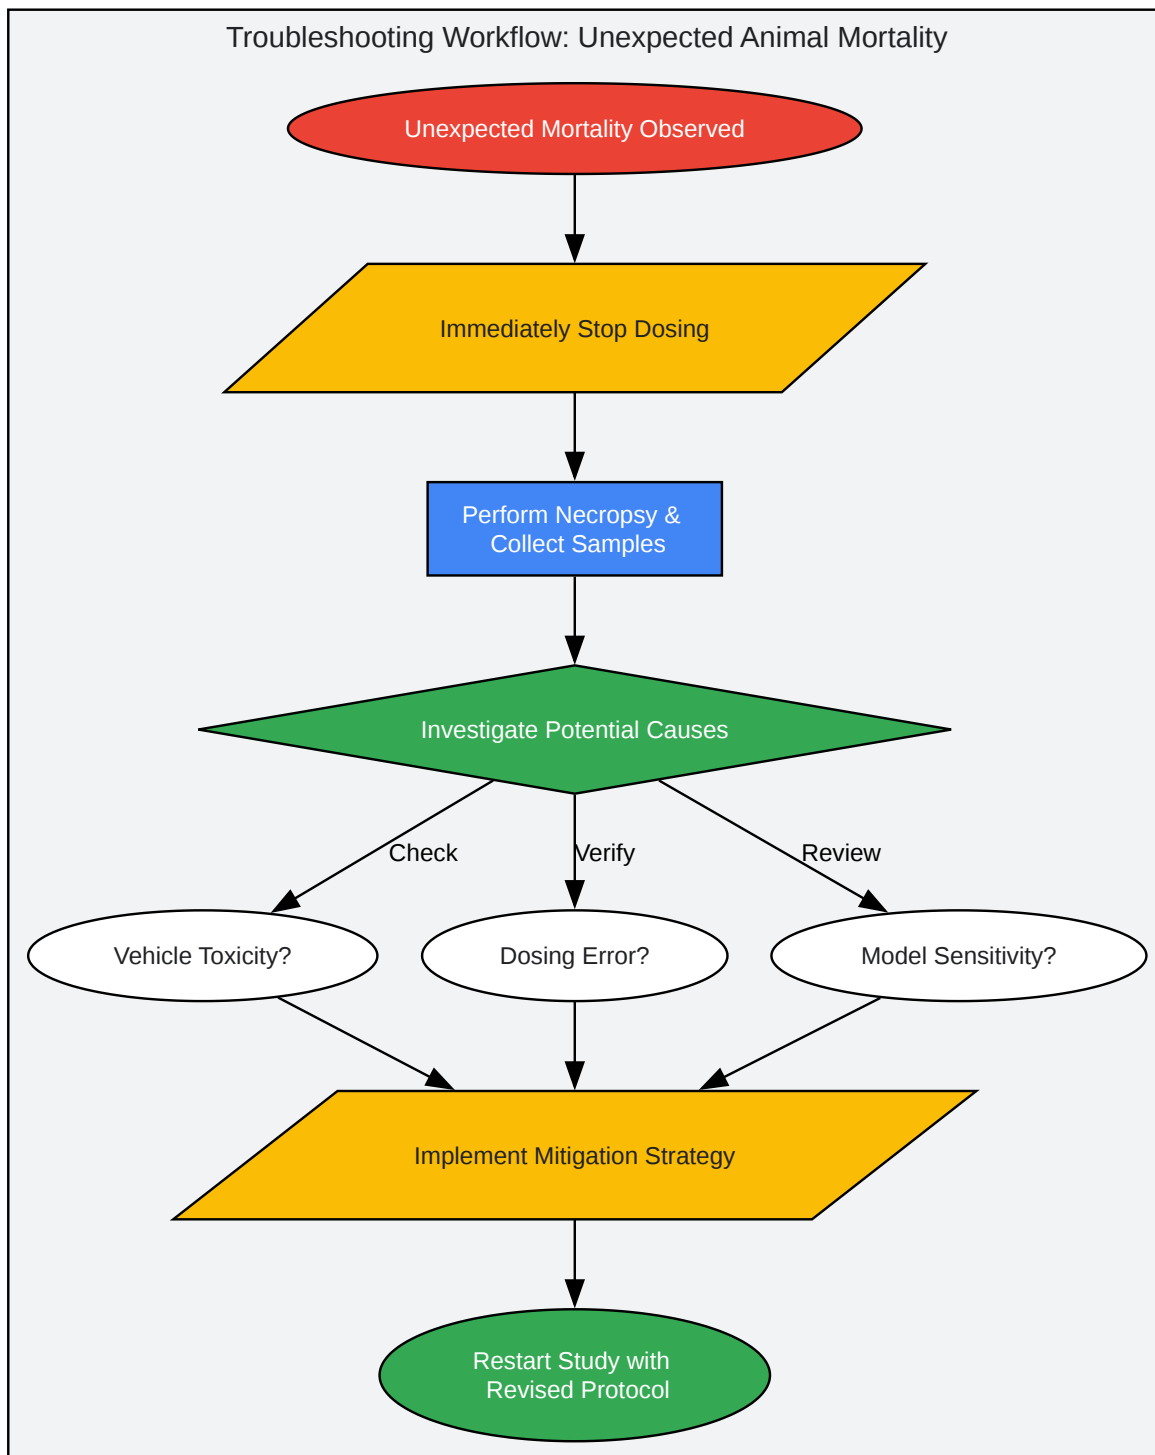 Troubleshooting Workflow: Unexpected Animal Mortality
Unexpected Mortality Observed
Immediately Stop Dosing
Perform Necropsy &
Collect Samples
Investigate Potential Causes
Check
Verify
Review
Vehicle Toxicity?
Dosing Error?
Model Sensitivity?
Implement Mitigation Strategy
Restart Study with
Revised Protocol